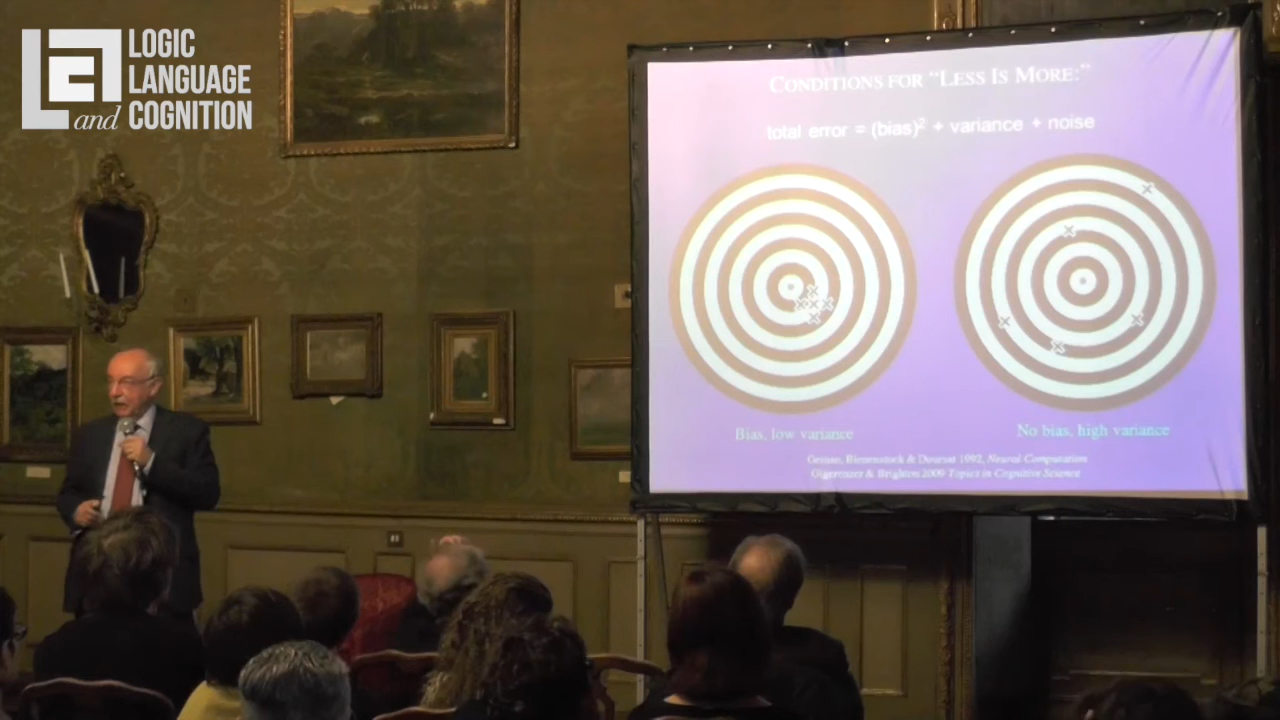 LOGIC
LANGUAGE
and COGNITION
CONDITIONS FOR “LESS IS MORE:”
total error = (bias)² + variance + noise
Bias, low variance
No bias, high variance
Geman, Bienenstock & Doursat 1992, Neural Computation
Gigerenzer & Brighton 2009 Topics in Cognitive Science